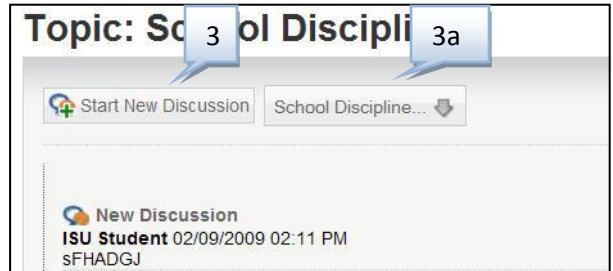 Topic: Sc ol Discipli
3
3a
Start New Discussion
School Discipline...
New Discussion
ISU Student 02/09/2009 02:11 PM
sFHADGJ